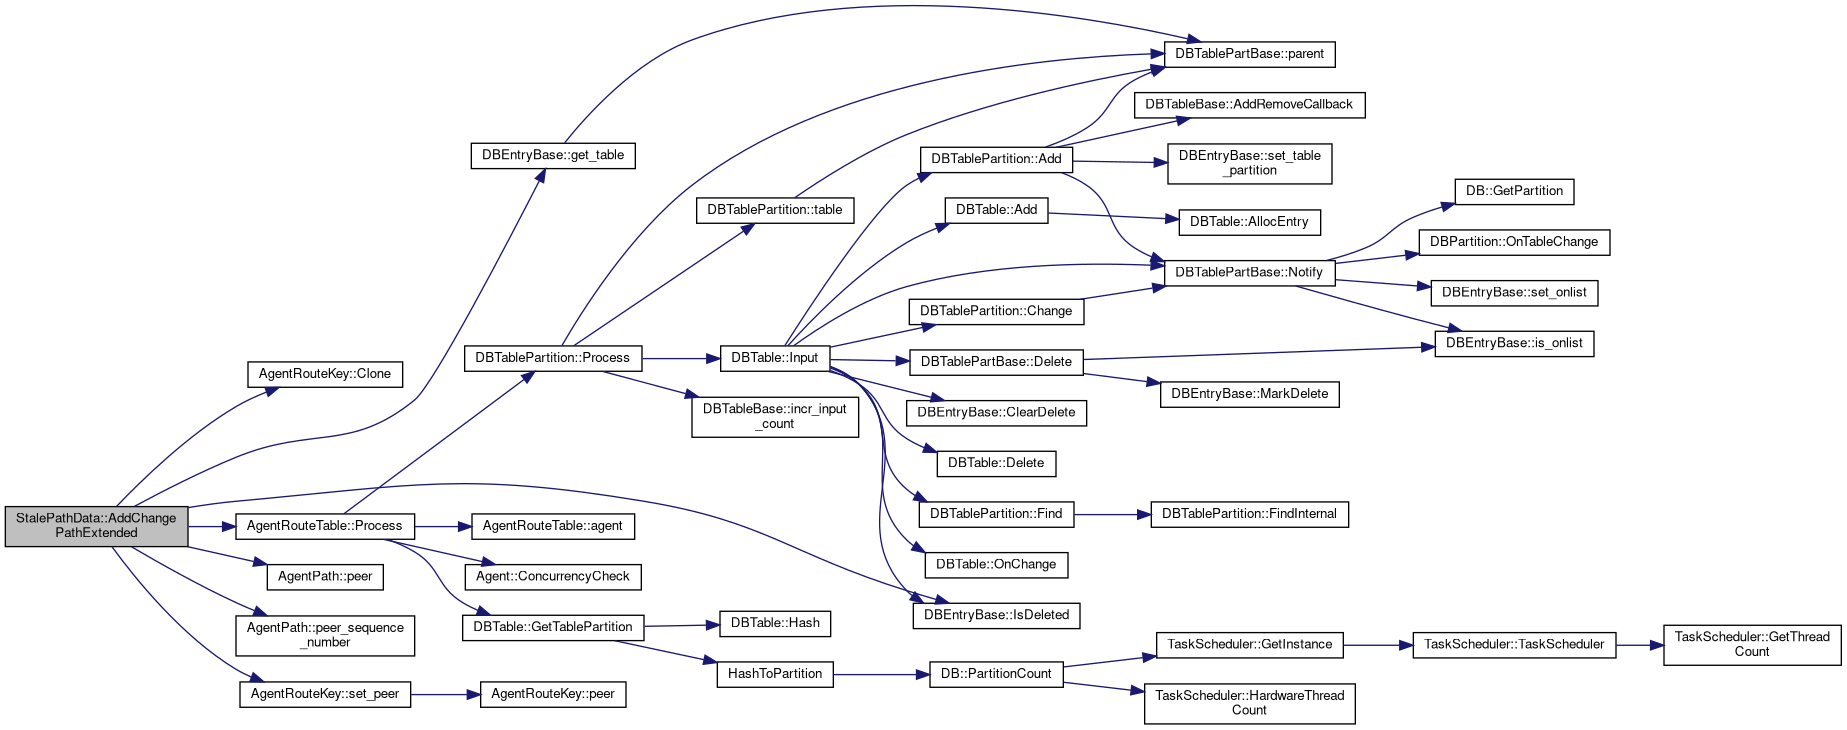 StalePathData::AddChange
PathExtended
AgentRouteKey::Clone
DBEntryBase::get_table
AgentRouteTable::Process
AgentPath::peer
AgentPath::peer_sequence
_number
AgentRouteKey::set_peer
DBTablePartition::Process
AgentRouteTable::agent
Agent::ConcurrencyCheck
DBTable::GetTablePartition
AgentRouteKey::peer
DBTablePartition::table
DBTable::Input
DBTableBase::incr_input
_count
DBTable::Hash
HashToPartition
DBTablePartition::Add
DBTable::Add
DBTablePartition::Change
DBTablePartBase::Delete
DBEntryBase::ClearDelete
DBTable::Delete
DBTablePartition::Find
DBTable::OnChange
DBEntryBase::IsDeleted
DB::PartitionCount
DBTablePartBase::parent
DBTableBase::AddRemoveCallback
DBEntryBase::set_table
_partition
DBTable::AllocEntry
DBTablePartBase::Notify
DBEntryBase::MarkDelete
DBTablePartition::FindInternal
TaskScheduler::GetInstance
TaskScheduler::HardwareThread
Count
DB::GetPartition
DBPartition::OnTableChange
DBEntryBase::set_onlist
DBEntryBase::is_onlist
TaskScheduler::TaskScheduler
TaskScheduler::GetThread
Count